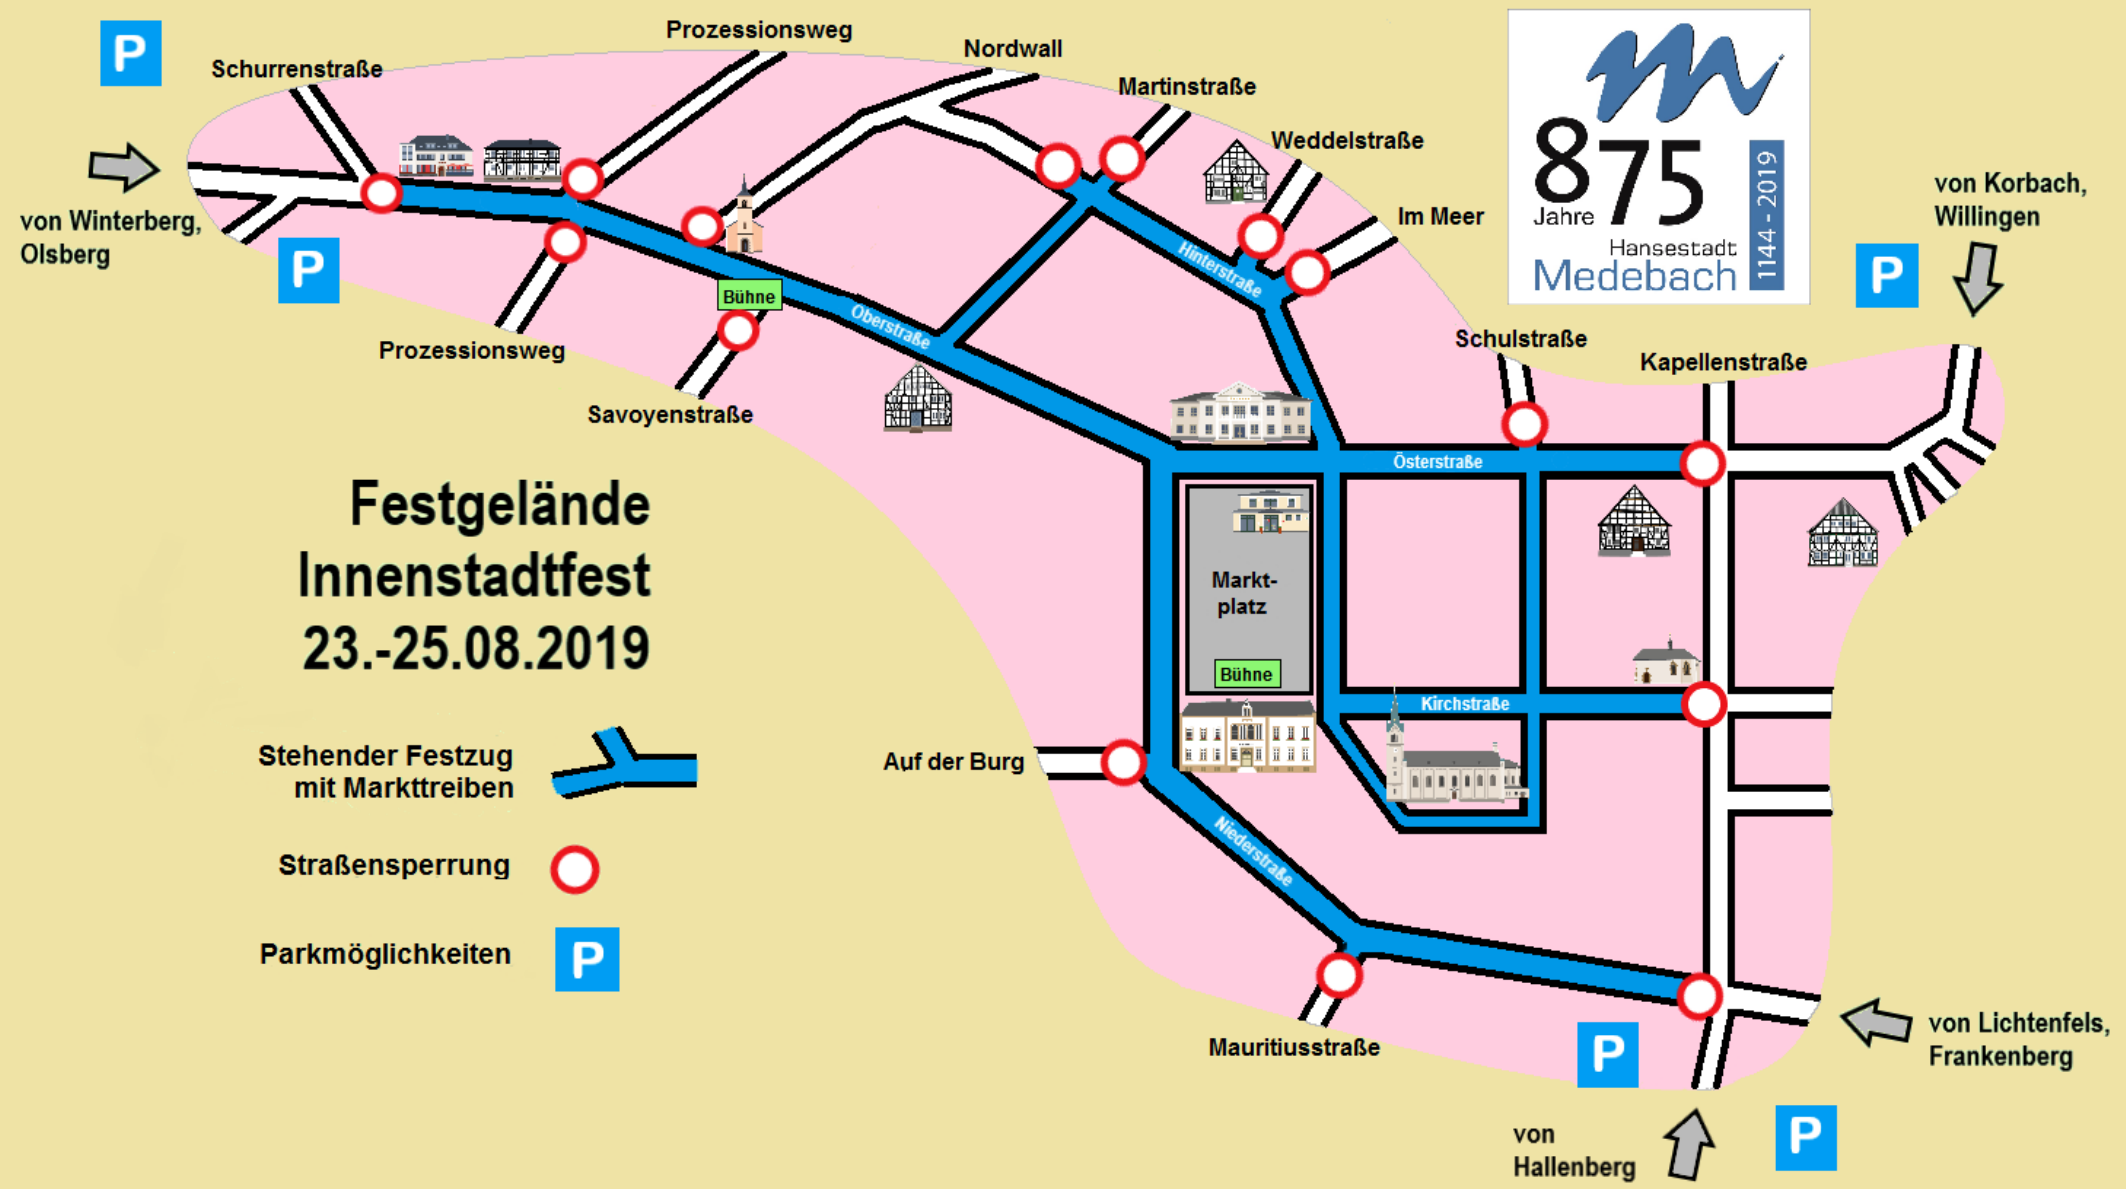 P
Schurrenstraße
Prozessionsweg
Nordwall
Martinstraße
Weddelstraße
Im Meer
875
Jahre
Hansestadt
Medebach
1144 - 2019
von Korbach,
Willingen
P
von Winterberg,
Olsberg
P
Bühne
Hinterstraße
Oberstraße
Prozessionsweg
Savoyenstraße
Schulstraße
Kapellenstraße
Österstraße
Festgelände
Innenstadtfest
23.-25.08.2019
Markt-
platz
Bühne
Kirchstraße
Stehender Festzug
mit Markttreiben
Auf der Burg
Niederstraße
Straßensperrung
Parkmöglichkeiten
P
Mauritiusstraße
P
von Lichtenfels,
Frankenberg
von
Hallenberg
P